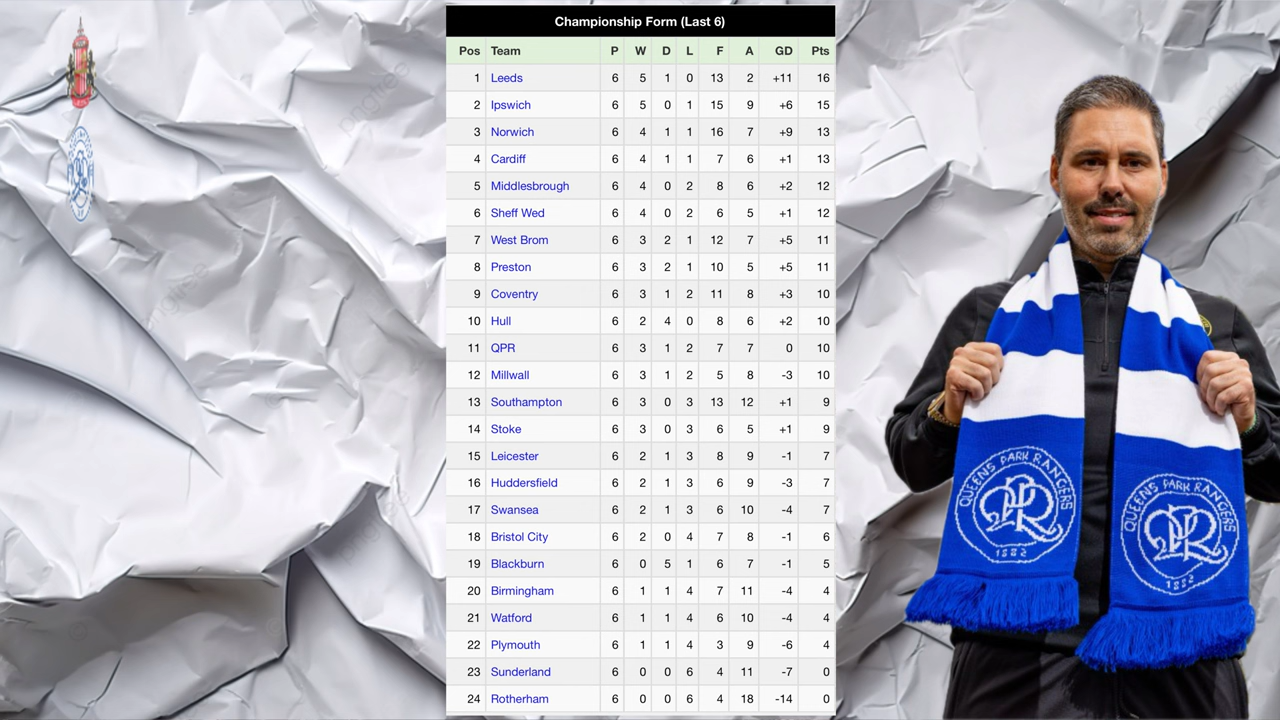 Championship Form (Last 6)
Pos Team P W D L F A GD Pts
1 Leeds 6 5 1 0 13 2 +11 16
2 Ipswich 6 5 0 1 15 9 +6 15
3 Norwich 6 4 1 1 16 7 +9 13
4 Cardiff 6 4 1 1 7 6 +1 13
5 Middlesbrough 6 4 0 2 8 6 +2 12
6 Sheff Wed 6 4 0 2 6 5 +1 12
7 West Brom 6 3 2 1 12 7 +5 11
8 Preston 6 3 2 1 10 5 +5 11
9 Coventry 6 3 1 2 11 8 +3 10
10 Hull 6 2 4 0 8 6 +2 10
11 QPR 6 3 1 2 7 7 0 10
12 Millwall 6 3 1 2 5 8 -3 10
13 Southampton 6 3 0 3 13 12 +1 9
14 Stoke 6 3 0 3 6 5 +1 9
15 Leicester 6 2 1 3 8 9 -1 7
16 Huddersfield 6 2 1 3 6 9 -3 7
17 Swansea 6 2 1 3 6 10 -4 7
18 Bristol City 6 2 0 4 7 8 -1 6
19 Blackburn 6 0 5 1 6 7 -1 5
20 Birmingham 6 1 1 4 7 11 -4 4
21 Watford 6 1 1 4 6 10 -4 4
22 Plymouth 6 1 1 4 3 9 -6 4
23 Sunderland 6 0 0 6 4 11 -7 0
24 Rotherham 6 0 0 6 4 18 -14 0
QUEENS PARK RANGERS
QPR
1882
QUEENS PARK RANGERS
QPR
1882